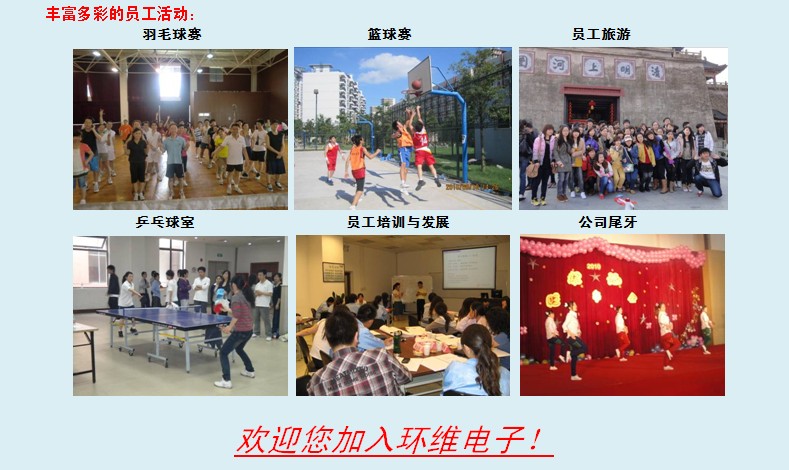 丰富多彩的员工活动：
羽毛球赛 篮球赛 员工旅游
园河上明清
乒乓球室 员工培训与发展 公司尾牙
2010
欢迎您加入环维电子！